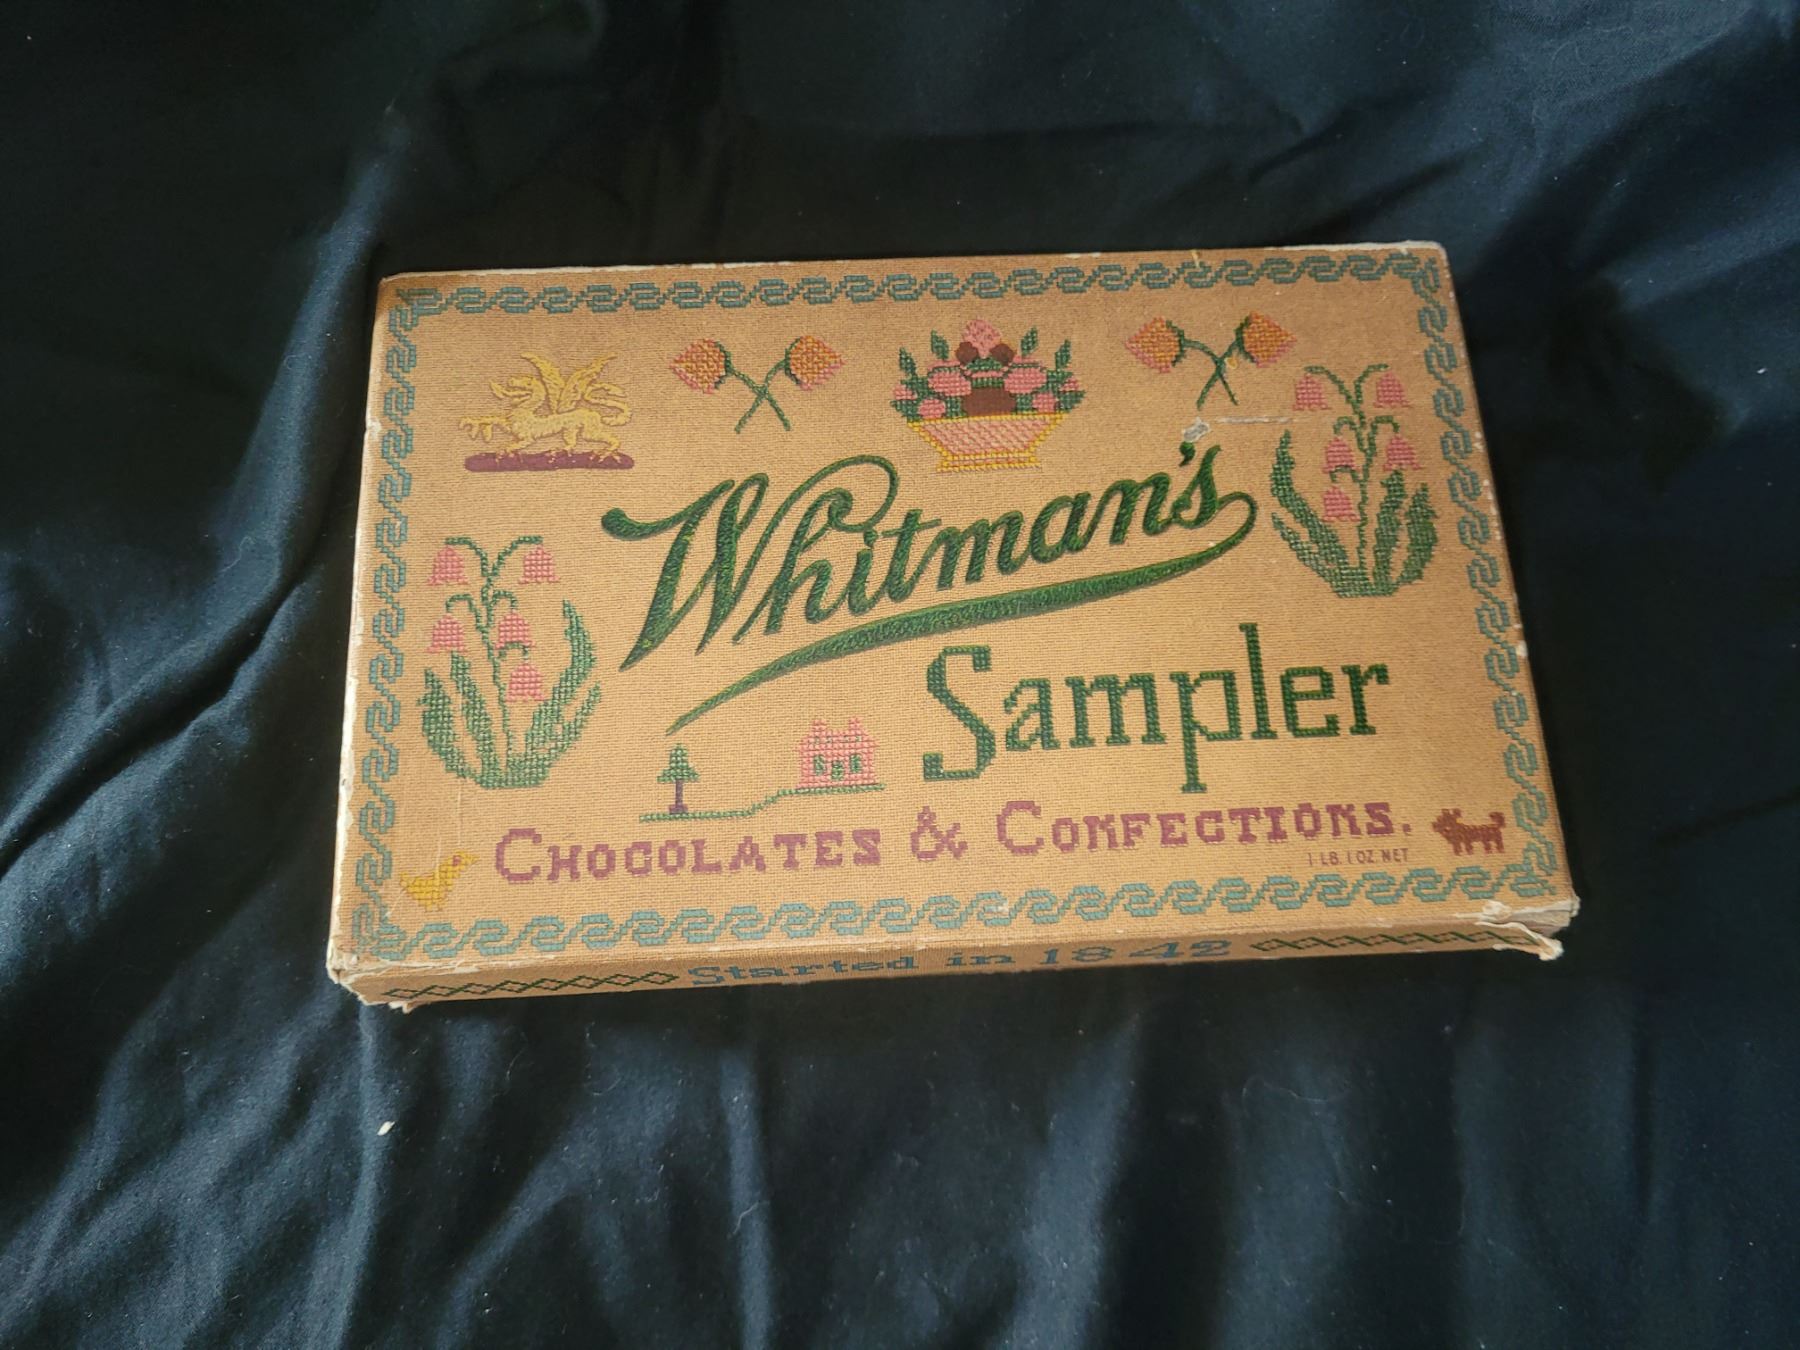 Whitman's
Sampler
CHOCOLATES & CONFECTIONS.
1 LB. 1 OZ. NET
Started in 1842